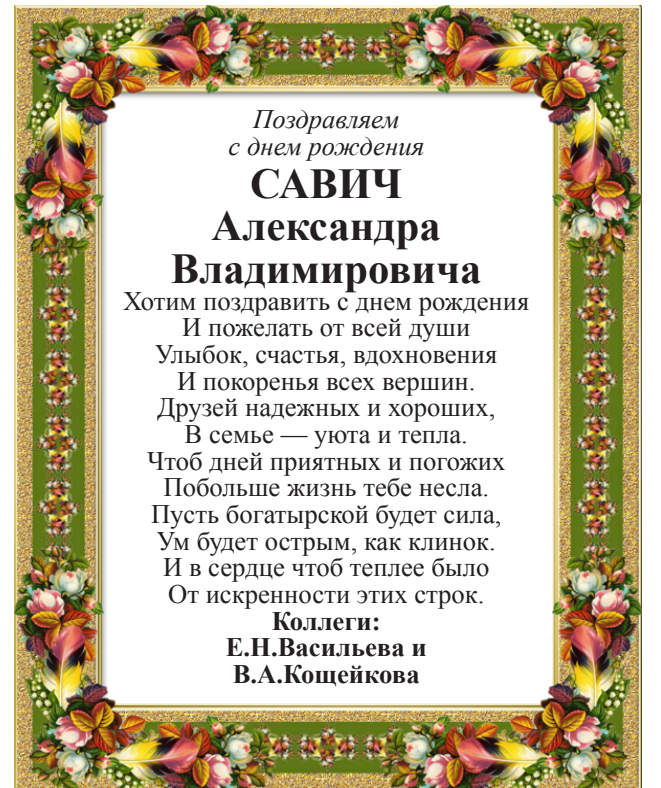 Поздравляем
с днем рождения
САВИЧ
Александра
Владимировича
Хотим поздравить с днем рождения
И пожелать от всей души
Улыбок, счастья, вдохновения
И покоренья всех вершин.
Друзей надежных и хороших,
В семье — уюта и тепла.
Чтоб дней приятных и погожих
Побольше жизнь тебе несла.
Пусть богатырской будет сила,
Ум будет острым, как клинок.
И в сердце чтоб теплее было
От искренности этих строк.
Коллеги:
Е.Н.Васильева и
В.А.Кощейкова